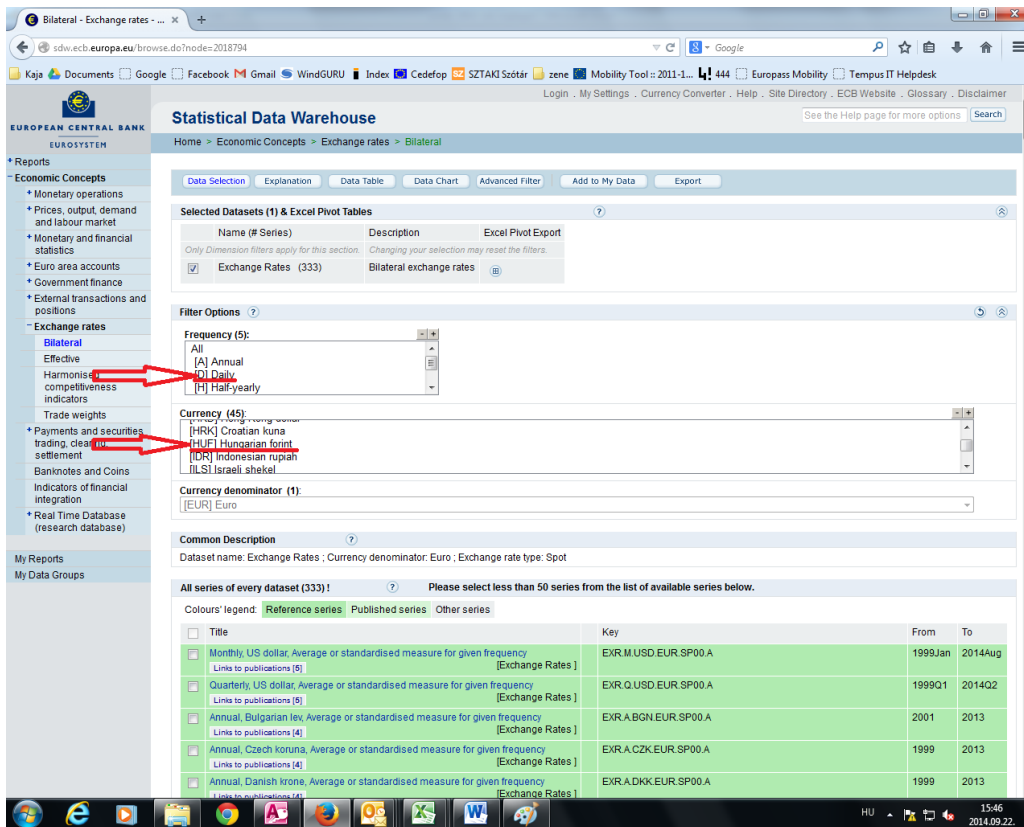 Bilateral - Exchange rates - ...
sdw.ecb.europa.eu/browse.do?node=2018794
Google
Kaja Documents Google Facebook Gmail WindGURU Index Cedefop SZTAKI Szótár zene Mobility Tool :: 2011-1... 444 Europass Mobility Tempus IT Helpdesk
Login . My Settings . Currency Converter . Help . Site Directory . ECB Website . Glossary . Disclaimer
EUROPEAN CENTRAL BANK
EUROSYSTEM
Statistical Data Warehouse
See the Help page for more options Search
Home > Economic Concepts > Exchange rates > Bilateral
+ Reports
− Economic Concepts
+ Monetary operations
+ Prices, output, demand
and labour market
+ Monetary and financial
statistics
+ Euro area accounts
+ Government finance
+ External transactions and
positions
− Exchange rates
Bilateral
Effective
Harmonised
competitiveness
indicators
Trade weights
+ Payments and securities
trading, clearing,
settlement
Banknotes and Coins
Indicators of financial
integration
+ Real Time Database
(research database)
My Reports
My Data Groups
Data Selection Explanation Data Table Data Chart Advanced Filter Add to My Data Export
Selected Datasets (1) & Excel Pivot Tables ?
Name (# Series) Description Excel Pivot Export
Only Dimension filters apply for this section. Changing your selection may reset the filters.
Exchange Rates (333) Bilateral exchange rates
Filter Options ?
Frequency (5): - +
All
[A] Annual
[D] Daily
[H] Half-yearly
Currency (45): - +
[HKD] Hong Kong dollar
[HRK] Croatian kuna
[HUF] Hungarian forint
[IDR] Indonesian rupiah
[ILS] Israeli shekel
Currency denominator (1):
[EUR] Euro
Common Description ?
Dataset name: Exchange Rates ; Currency denominator: Euro ; Exchange rate type: Spot
All series of every dataset (333) ! ? Please select less than 50 series from the list of available series below.
Colours' legend: Reference series Published series Other series
Title Key From To
Monthly, US dollar, Average or standardised measure for given frequency EXR.M.USD.EUR.SP00.A 1999Jan 2014Aug
Links to publications [5] [Exchange Rates ]
Quarterly, US dollar, Average or standardised measure for given frequency EXR.Q.USD.EUR.SP00.A 1999Q1 2014Q2
Links to publications [5] [Exchange Rates ]
Annual, Bulgarian lev, Average or standardised measure for given frequency EXR.A.BGN.EUR.SP00.A 2001 2013
Links to publications [4] [Exchange Rates ]
Annual, Czech koruna, Average or standardised measure for given frequency EXR.A.CZK.EUR.SP00.A 1999 2013
Links to publications [4] [Exchange Rates ]
Annual, Danish krone, Average or standardised measure for given frequency EXR.A.DKK.EUR.SP00.A 1999 2013
Links to publications [4] [Exchange Rates ]
HU 15:46
2014.09.22.